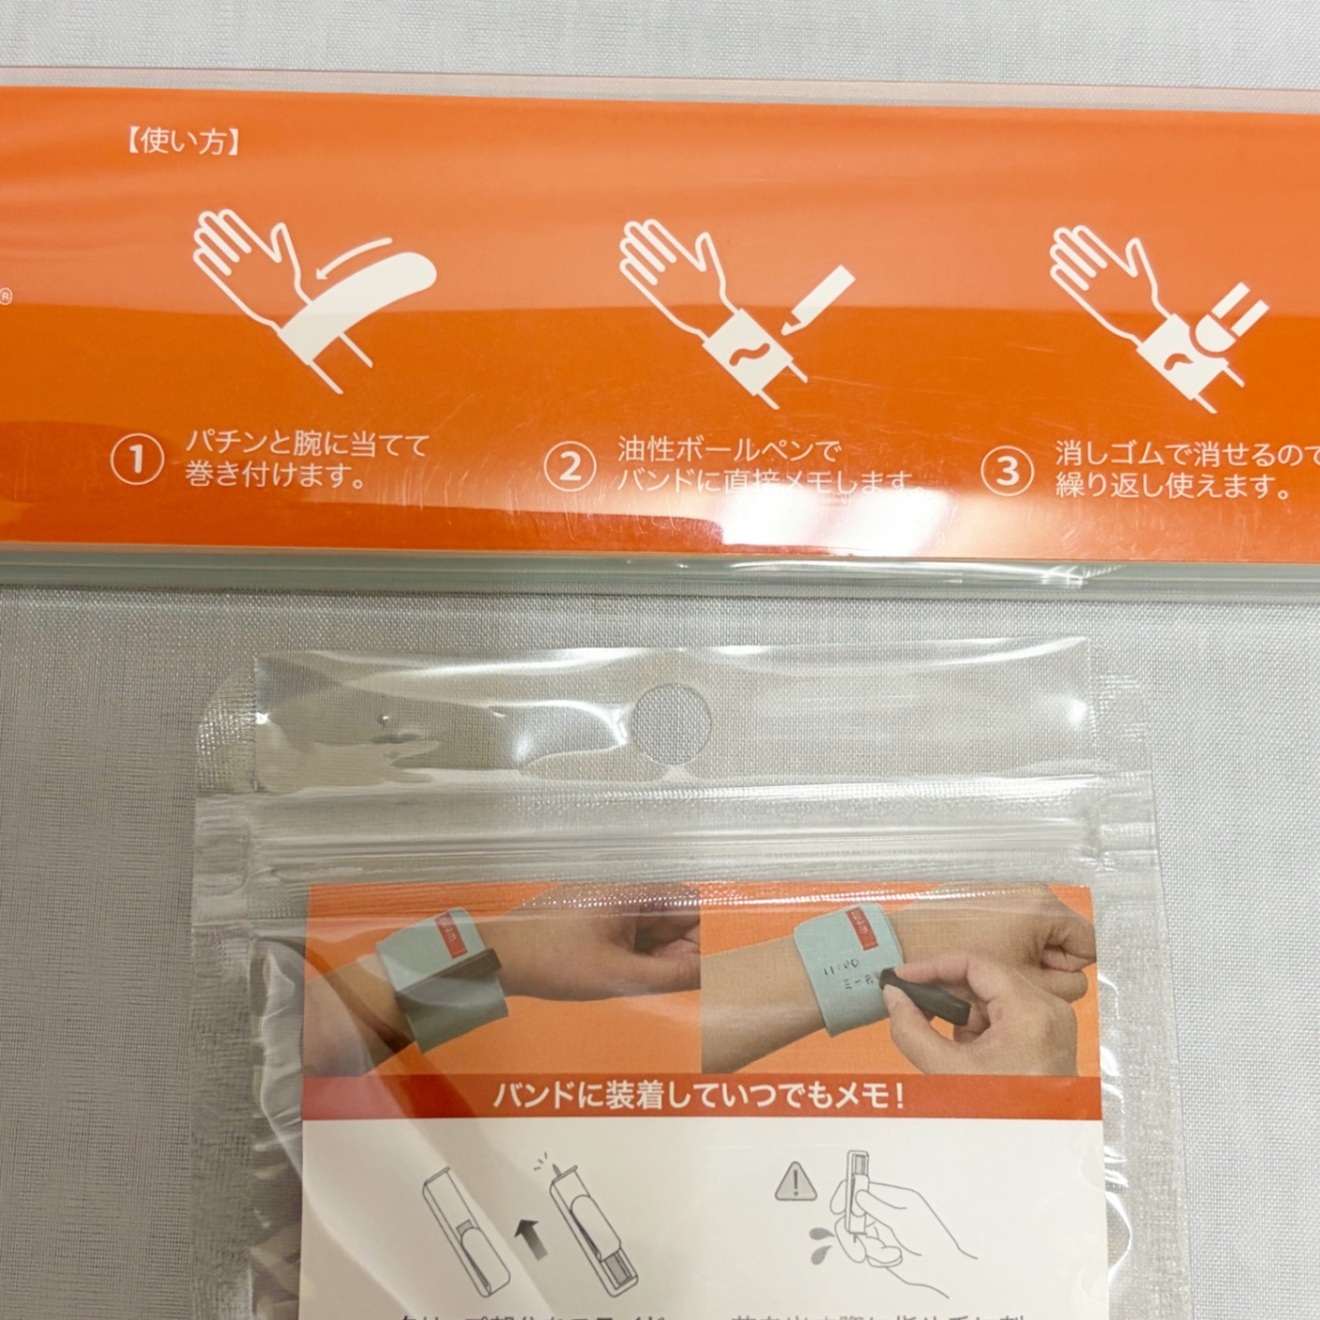 【使い方】
®
1 パチンと腕に当てて
巻き付けます。
2 油性ボールペンで
バンドに直接メモします。
3 消しゴムで消せるので
繰り返し使えます。
11:00
バンドに装着していつでもメモ!